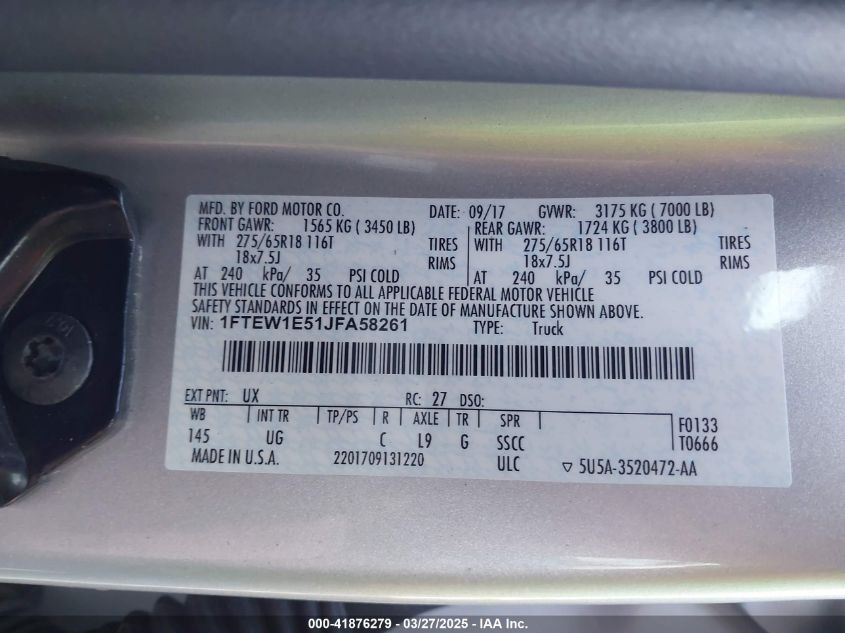 MFD. BY FORD MOTOR CO. DATE: 09/17 GVWR: 3175 KG ( 7000 LB)
FRONT GAWR: 1565 KG ( 3450 LB) REAR GAWR: 1724 KG ( 3800 LB)
WITH 275/65R18 116T TIRES WITH 275/65R18 116T TIRES
18x7.5J RIMS 18x7.5J RIMS
AT 240 kPa/ 35 PSI COLD AT 240 kPa/ 35 PSI COLD
THIS VEHICLE CONFORMS TO ALL APPLICABLE FEDERAL MOTOR VEHICLE
SAFETY STANDARDS IN EFFECT ON THE DATE OF MANUFACTURE SHOWN ABOVE.
VIN: 1FTEW1E51JFA58261 TYPE: Truck
EXT PNT: UX RC: 27 DSO:
WB INT TR TP/PS R AXLE TR SPR F0133
145 UG C L9 G SSCC T0666
MADE IN U.S.A. 2201709131220 ULC ▽ 5U5A-3520472-AA
000-41876279 - 03/27/2025 - IAA Inc.